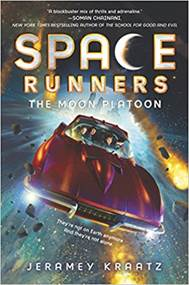 "A blockbuster mix of thrills and adrenaline."
—SOMAN CHAINANI,
NEW YORK TIMES BESTSELLING AUTHOR OF THE SCHOOL FOR GOOD AND EVIL
SPACE
RUNNERS
THE MOON PLATOON
They're not on Earth anymore
And they're not alone
JERAMEY KRAATZ